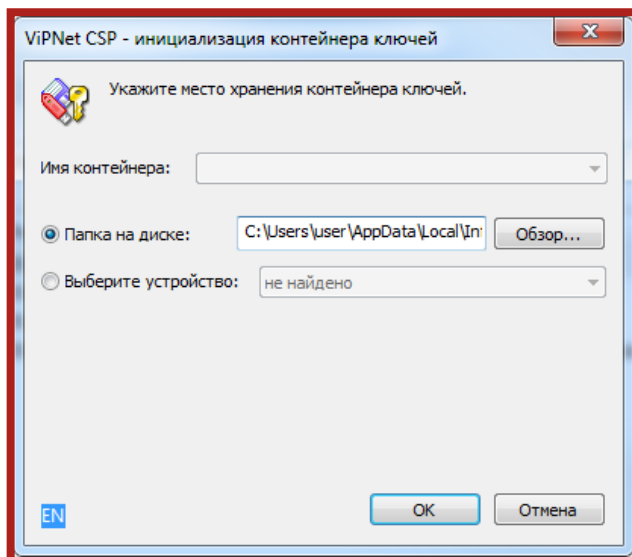 ViPNet CSP - инициализация контейнера ключей
Укажите место хранения контейнера ключей.
Имя контейнера:
Папка на диске: C:\Users\user\AppData\Local\In Обзор...
Выберите устройство: не найдено
EN OK Отмена